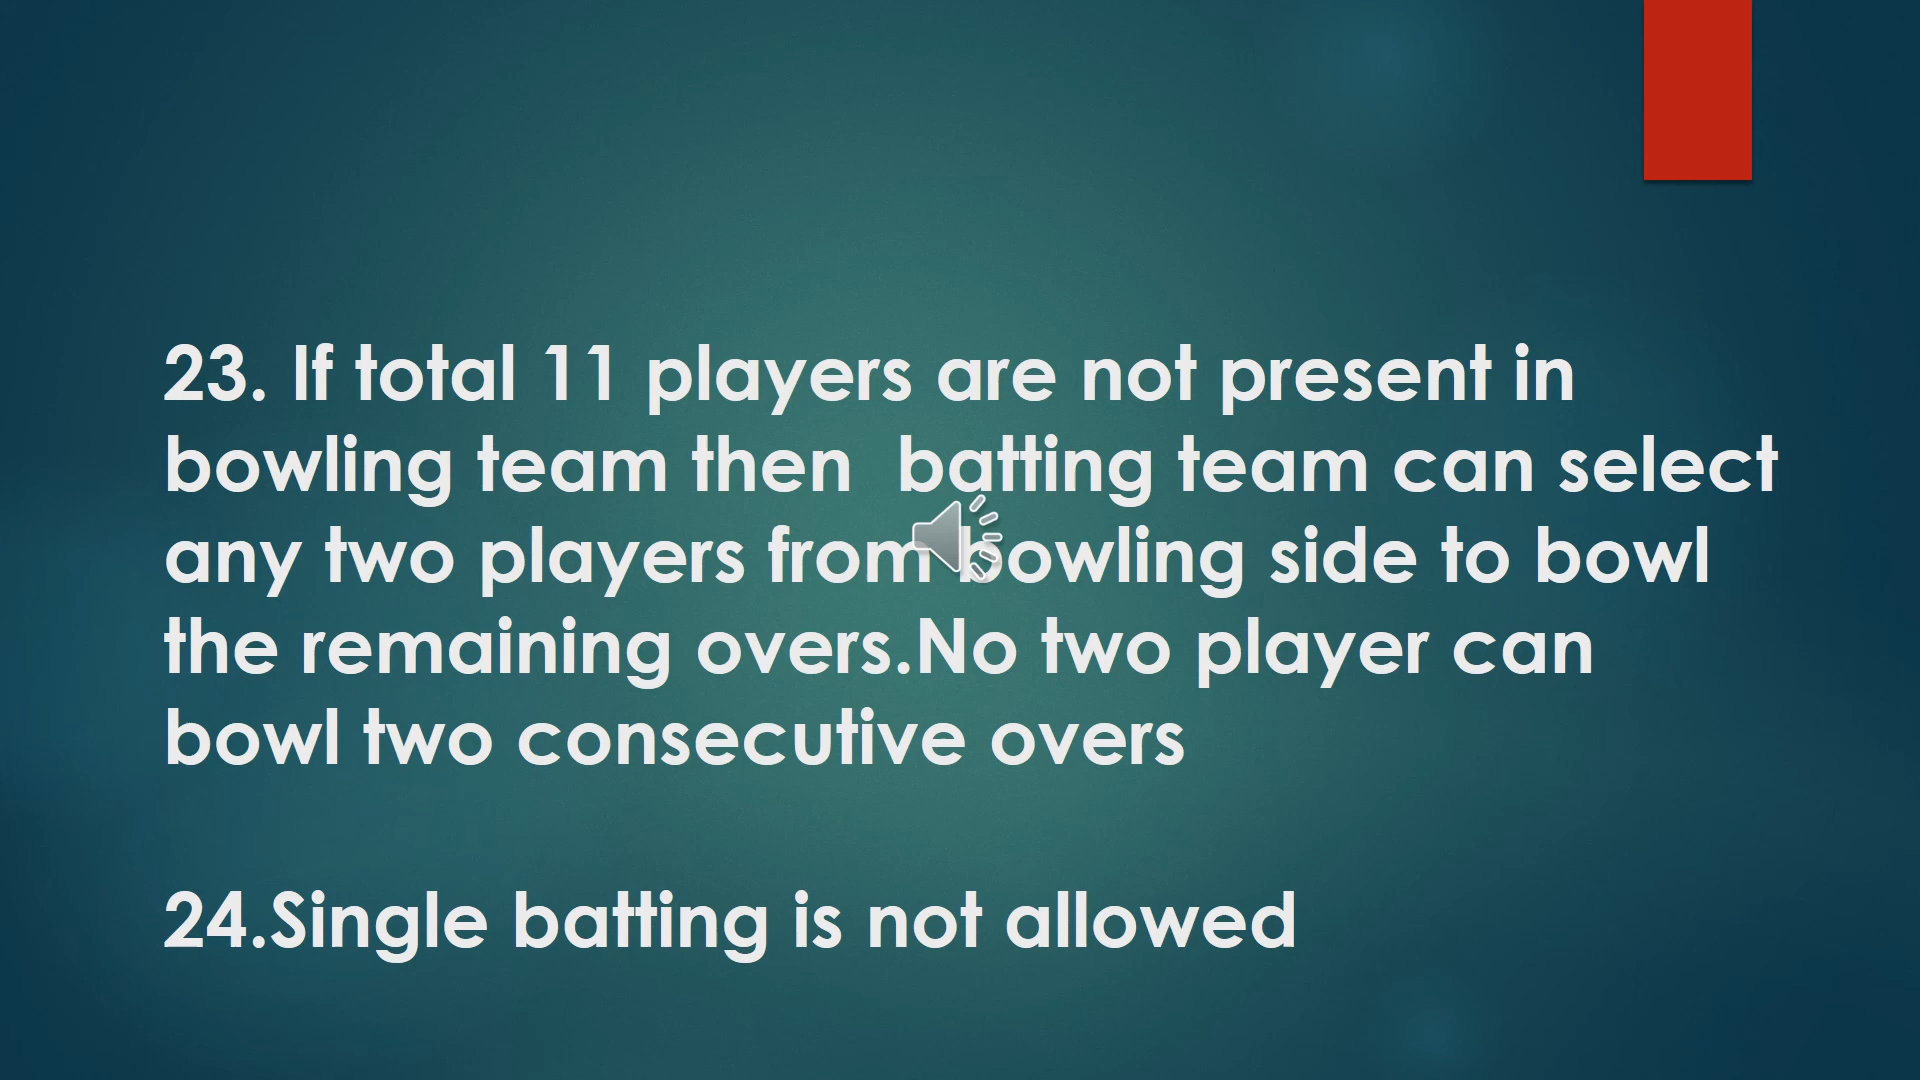 23. If total 11 players are not present in
bowling team then  batting team can select
any two players from bowling side to bowl
the remaining overs.No two player can
bowl two consecutive overs
24.Single batting is not allowed